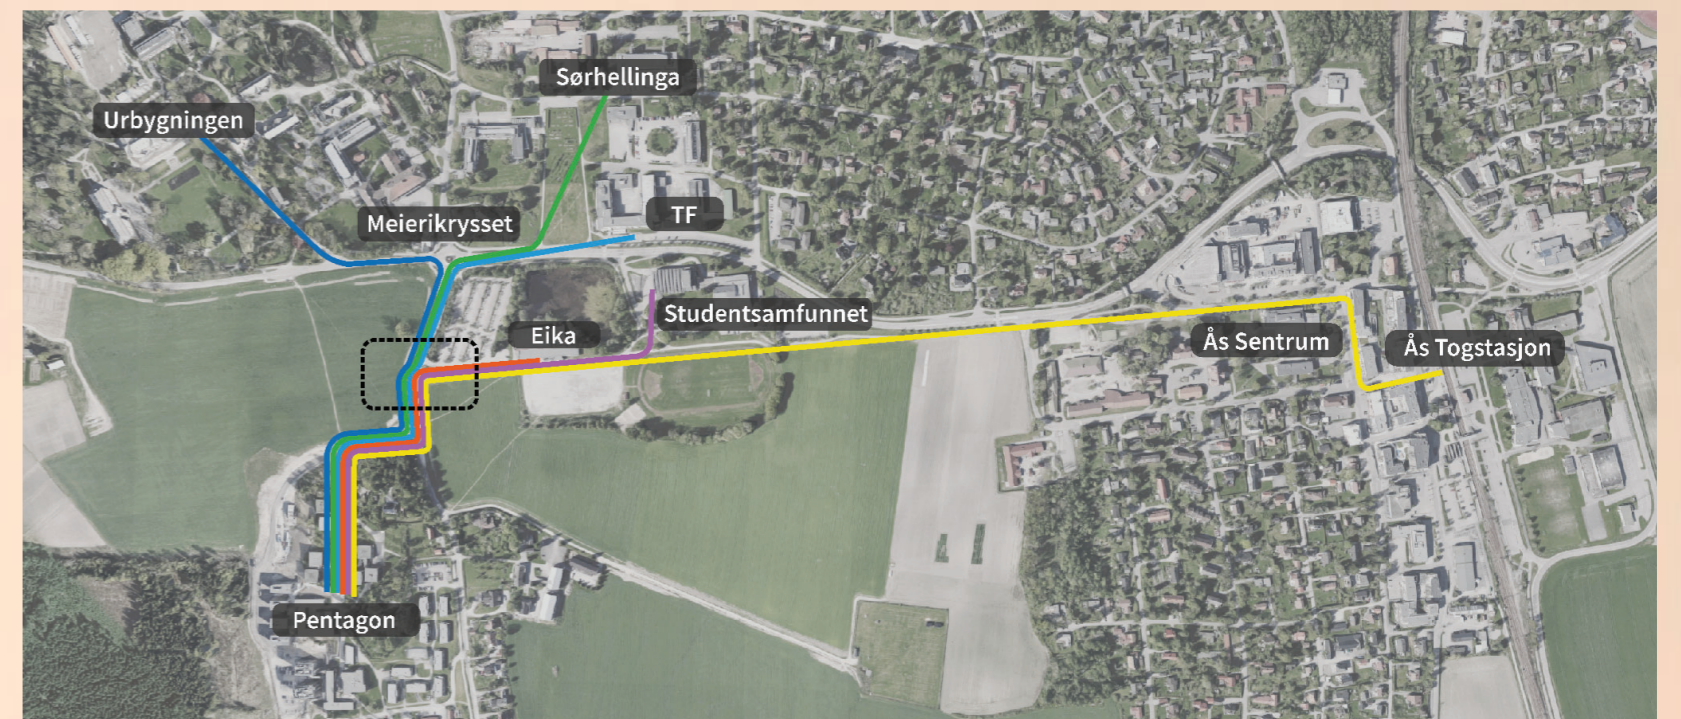 Sørhellinga
Urbygningen
TF
Meierikrysset
Studentsamfunnet
Eika
Ås Sentrum
Ås Togstasjon
Pentagon